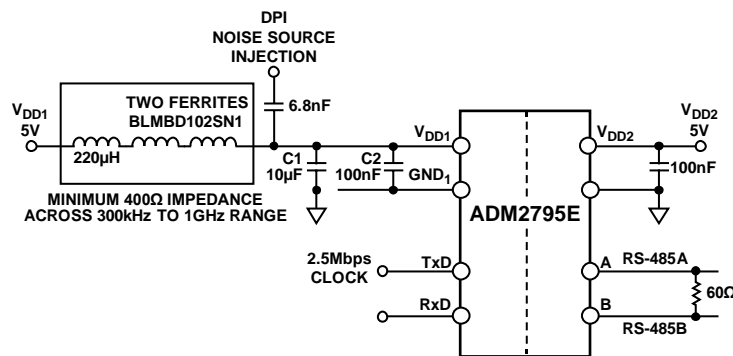 DPI
NOISE SOURCE
INJECTION
VDD1
5V
TWO FERRITES
BLMBD102SN1
6.8nF
220µH
MINIMUM 400Ω IMPEDANCE
ACROSS 300kHz TO 1GHz RANGE
C1
10µF
C2
100nF
VDD1
GND1
VDD2
VDD2
5V
100nF
ADM2795E
2.5Mbps
CLOCK
TxD
RxD
A
RS-485A
60Ω
B
RS-485B